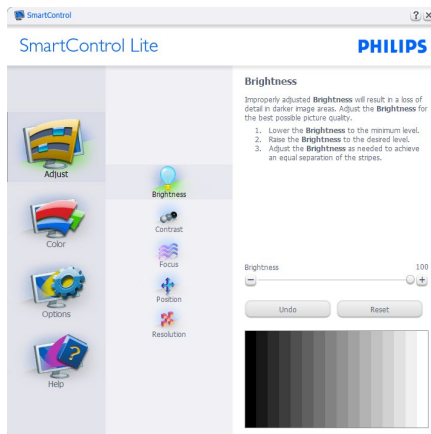 SmartControl
SmartControl Lite
PHILIPS
Adjust
Color
Options
Help
Brightness
Contrast
Focus
Position
Resolution
Brightness
Improperly adjusted Brightness will result in a loss of
detail in darker image areas. Adjust the Brightness for
the best possible picture quality.
1. Lower the Brightness to the minimum level.
2. Raise the Brightness to the desired level.
3. Adjust the Brightness as needed to achieve
an equal separation of the stripes.
Brightness 100
Undo Reset